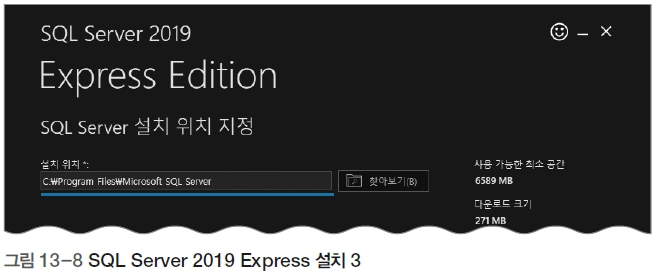 SQL Server 2019
Express Edition
SQL Server 설치 위치 지정
설치 위치 *:
C:₩Program Files₩Microsoft SQL Server
찾아보기(B)
사용 가능한 최소 공간
6589 MB
다운로드 크기
271 MB
그림 13-8 SQL Server 2019 Express 설치 3